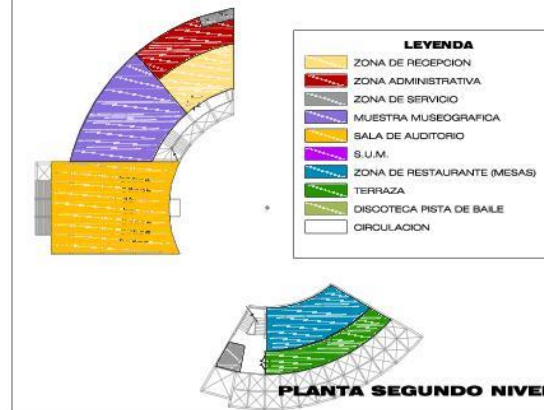 LEYENDA
ZONA DE RECEPCION
ZONA ADMINISTRATIVA
ZONA DE SERVICIO
MUESTRA MUSEOGRAFICA
SALA DE AUDITORIO
S.U.M.
ZONA DE RESTAURANTE (MESAS)
TERRAZA
DISCOTECA PISTA DE BAILE
CIRCULACION
PLANTA SEGUNDO NIVE